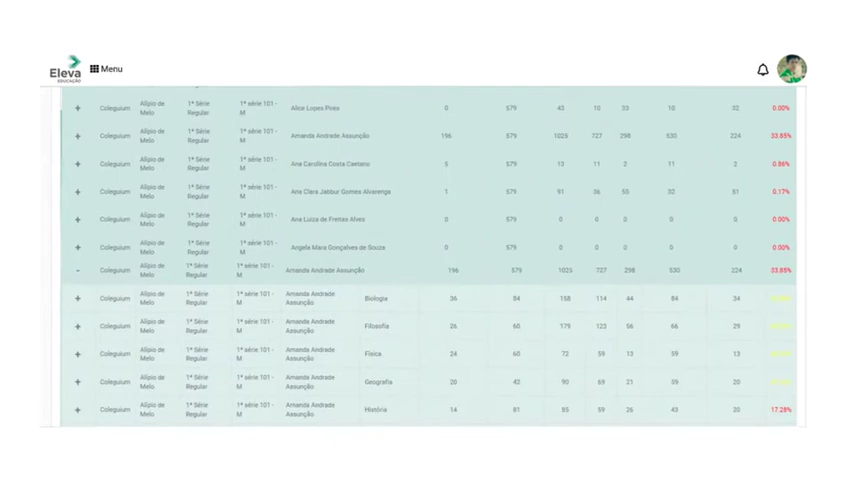 Eleva
EDUCAÇÃO
Menu
+ Coleguium Alípio de Melo 1ª Série Regular 1ª série 101 - M Alice Lopes Pires 0 579 43 10 33 10 32 0.00%
+ Coleguium Alípio de Melo 1ª Série Regular 1ª série 101 - M Amanda Andrade Assunção 196 579 1025 727 298 530 224 33.85%
+ Coleguium Alípio de Melo 1ª Série Regular 1ª série 101 - M Ana Carolina Costa Caetano 5 579 13 11 2 11 2 0.86%
+ Coleguium Alípio de Melo 1ª Série Regular 1ª série 101 - M Ana Clara Jabbur Gomes Alvarenga 1 579 91 36 55 32 51 0.17%
+ Coleguium Alípio de Melo 1ª Série Regular 1ª série 101 - M Ana Luiza de Freitas Alves 0 579 0 0 0 0 0 0.00%
+ Coleguium Alípio de Melo 1ª Série Regular 1ª série 101 - M Angela Mara Gonçalves de Souza 0 579 0 0 0 0 0 0.00%
- Coleguium Alípio de Melo 1ª Série Regular 1ª série 101 - M Amanda Andrade Assunção 196 579 1025 727 298 530 224 33.85%
+ Coleguium Alípio de Melo 1ª Série Regular 1ª série 101 - M Amanda Andrade Assunção Biologia 36 84 158 114 44 84 34
+ Coleguium Alípio de Melo 1ª Série Regular 1ª série 101 - M Amanda Andrade Assunção Filosofia 26 60 179 123 56 66 29
+ Coleguium Alípio de Melo 1ª Série Regular 1ª série 101 - M Amanda Andrade Assunção Física 24 60 72 59 13 59 13
+ Coleguium Alípio de Melo 1ª Série Regular 1ª série 101 - M Amanda Andrade Assunção Geografia 20 42 90 69 21 39 20
+ Coleguium Alípio de Melo 1ª Série Regular 1ª série 101 - M Amanda Andrade Assunção História 14 81 85 59 26 43 20 17.28%